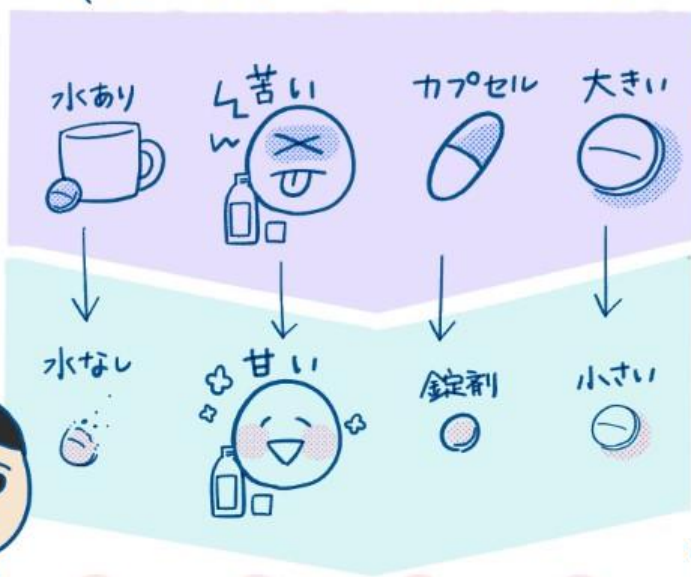 水あり
苦い
カプセル
大きい
水なし
甘い
錠剤
小さい